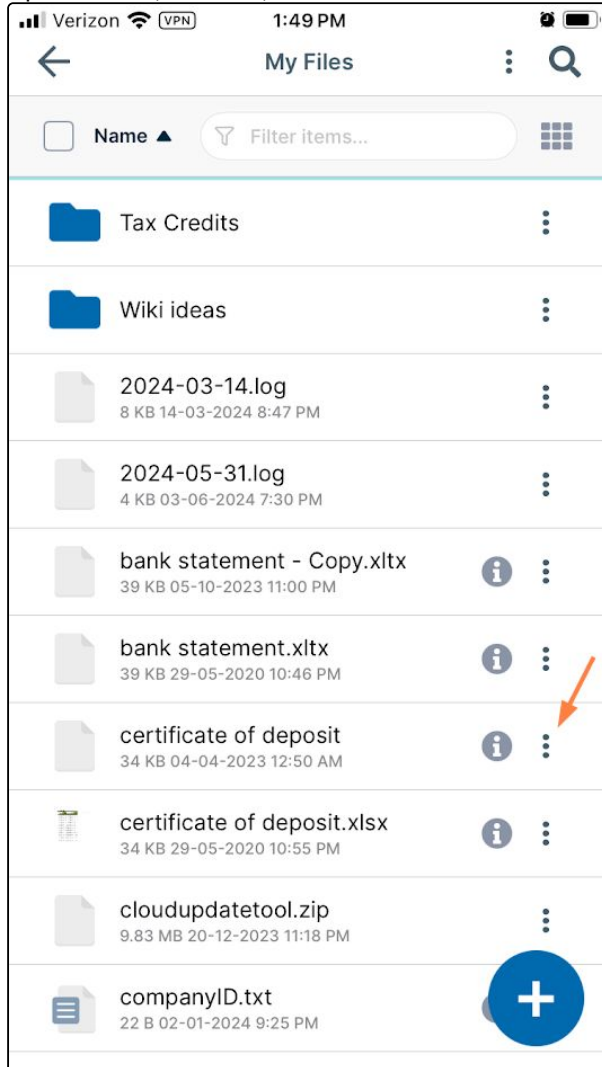 Verizon VPN 1:49 PM
My Files
Name ▲ Filter items...
Tax Credits
Wiki ideas
2024-03-14.log
8 KB 14-03-2024 8:47 PM
2024-05-31.log
4 KB 03-06-2024 7:30 PM
bank statement - Copy.xltx
39 KB 05-10-2023 11:00 PM
bank statement.xltx
39 KB 29-05-2020 10:46 PM
certificate of deposit
34 KB 04-04-2023 12:50 AM
certificate of deposit.xlsx
34 KB 29-05-2020 10:55 PM
cloudupdatetool.zip
9.83 MB 20-12-2023 11:18 PM
companyID.txt
22 B 02-01-2024 9:25 PM